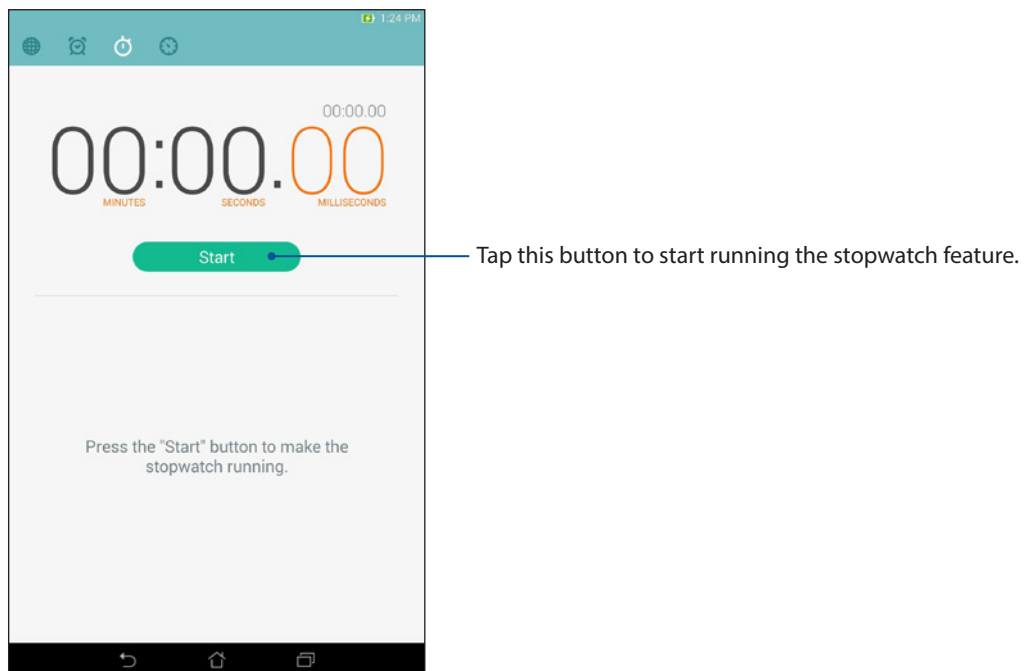 1:24 PM
00:00.00
00:00.00
MINUTES SECONDS MILLISECONDS
Start
Tap this button to start running the stopwatch feature.
Press the "Start" button to make the
stopwatch running.